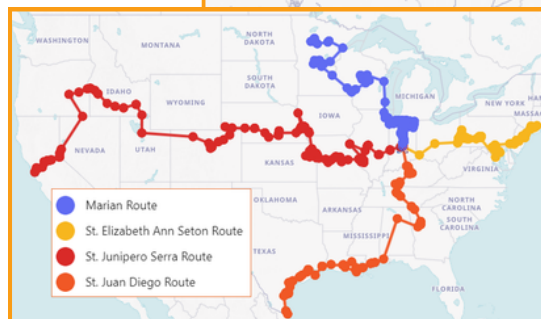 WASHINGTON
MONTANA
NORTH
DAKOTA
SOUTH
DAKOTA
IDAHO
WYOMING
IOWA
MICHIGAN
NEW YORK
NEVADA
UTAH
KANSAS
VIRGINIA
OKLAHOMA
ARKANSAS
NORTH
CAROLINA
SOUTH
CAROLINA
MISSISSIPPI
TEXAS
FLORIDA
Marian Route
St. Elizabeth Ann Seton Route
St. Junipero Serra Route
St. Juan Diego Route